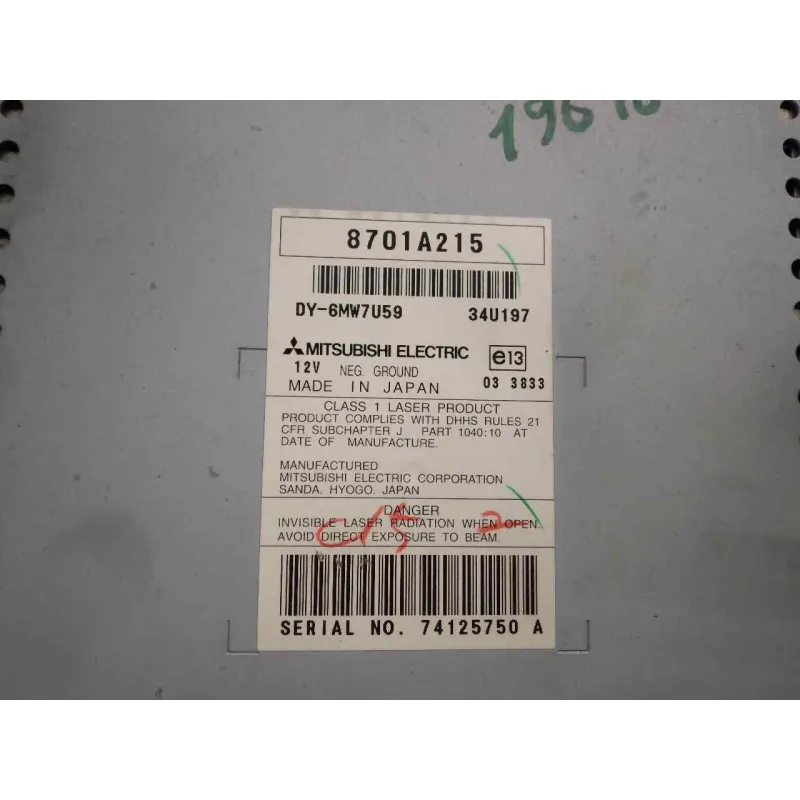 8701A215
DY-6MW7U59 34U197
MITSUBISHI ELECTRIC e13
12V NEG. GROUND
MADE IN JAPAN 03 3833
CLASS 1 LASER PRODUCT
PRODUCT COMPLIES WITH DHHS RULES 21
CFR SUBCHAPTER J PART 1040:10 AT
DATE OF MANUFACTURE.
MANUFACTURED
MITSUBISHI ELECTRIC CORPORATION
SANDA, HYOGO, JAPAN
DANGER
INVISIBLE LASER RADIATION WHEN OPEN.
AVOID DIRECT EXPOSURE TO BEAM.
SERIAL NO. 74125750 A